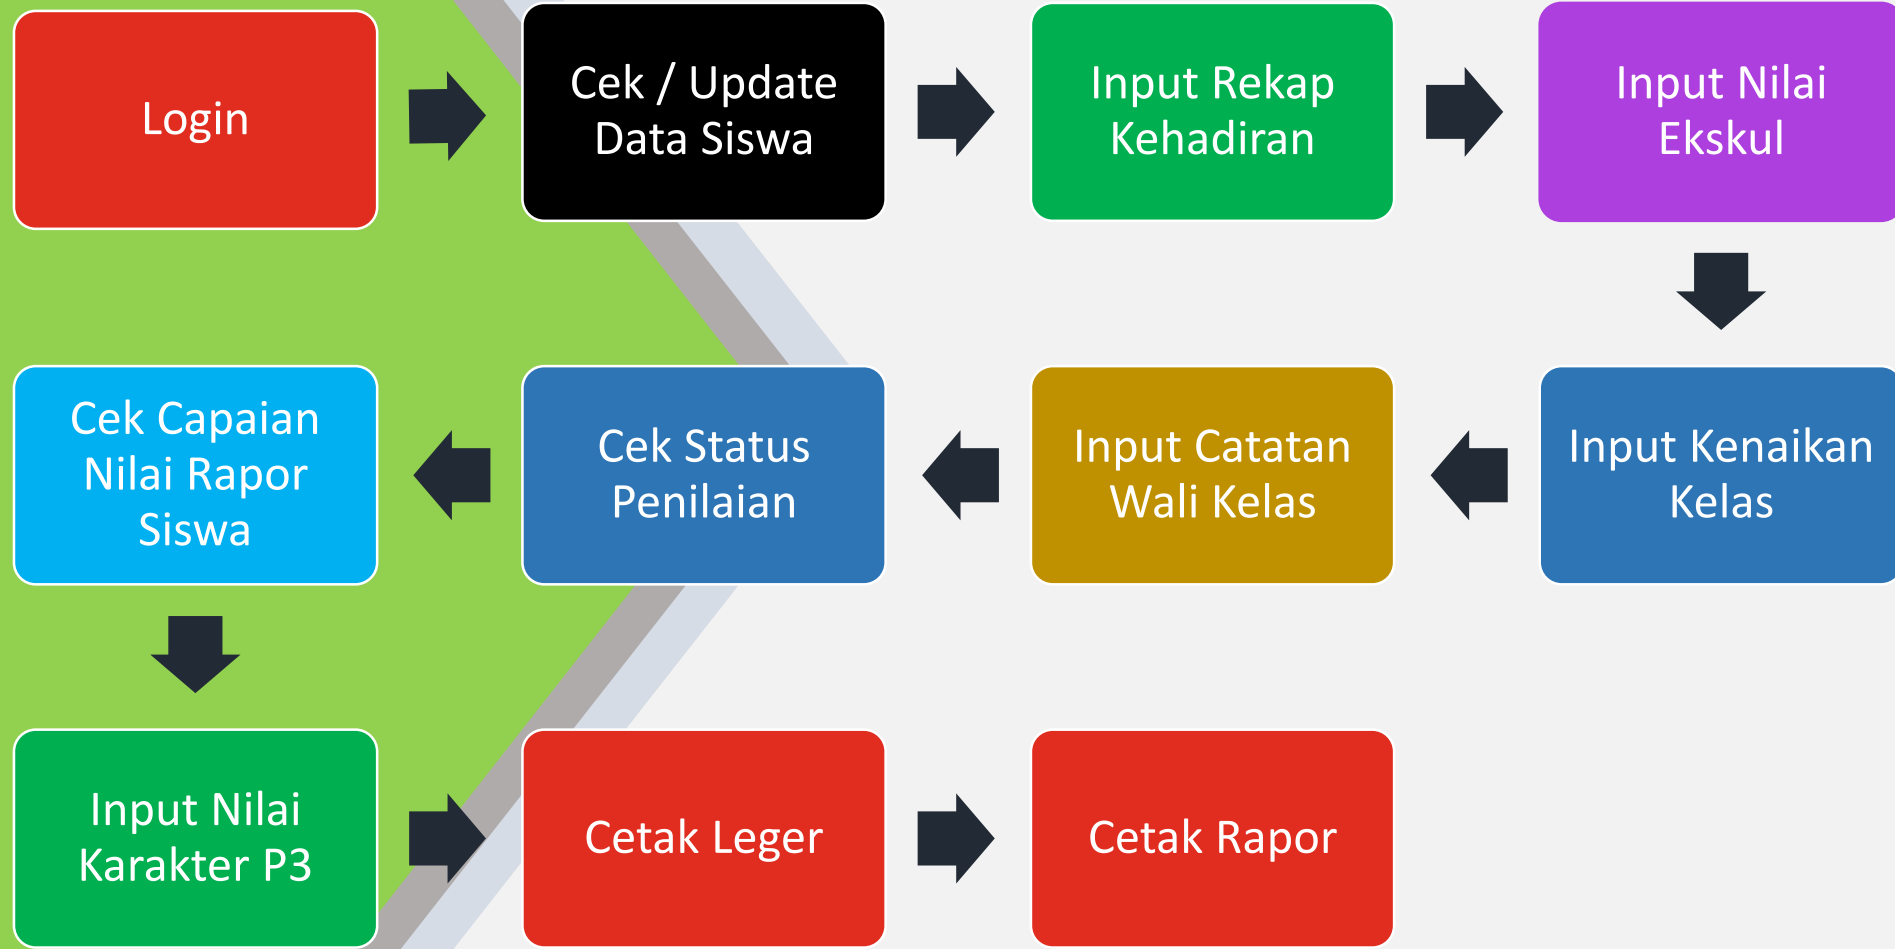 Login
Cek / Update
Data Siswa
Input Rekap
Kehadiran
Input Nilai
Ekskul
Input Kenaikan
Kelas
Input Catatan
Wali Kelas
Cek Status
Penilaian
Cek Capaian
Nilai Rapor
Siswa
Input Nilai
Karakter P3
Cetak Leger
Cetak Rapor